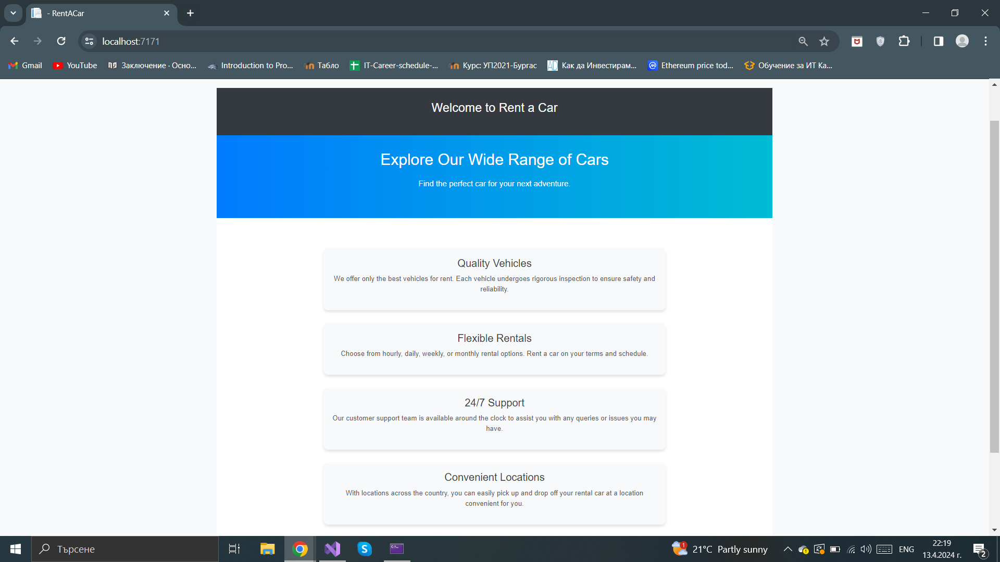 - RentACar
localhost:7171
Gmail
YouTube
Заключение · Осно...
Introduction to Pro...
Табло
IT-Career-schedule-...
Курс: УП2021-Бургас
Как да Инвестирам...
Ethereum price tod...
Обучение за ИТ Ка...
Welcome to Rent a Car
Explore Our Wide Range of Cars
Find the perfect car for your next adventure.
Quality Vehicles
We offer only the best vehicles for rent. Each vehicle undergoes rigorous inspection to ensure safety and
reliability.
Flexible Rentals
Choose from hourly, daily, weekly, or monthly rental options. Rent a car on your terms and schedule.
24/7 Support
Our customer support team is available around the clock to assist you with any queries or issues you may
have.
Convenient Locations
With locations across the country, you can easily pick up and drop off your rental car at a location
convenient for you.
Търсене
1
21°C Partly sunny
ENG
22:19
13.4.2024 г.
2